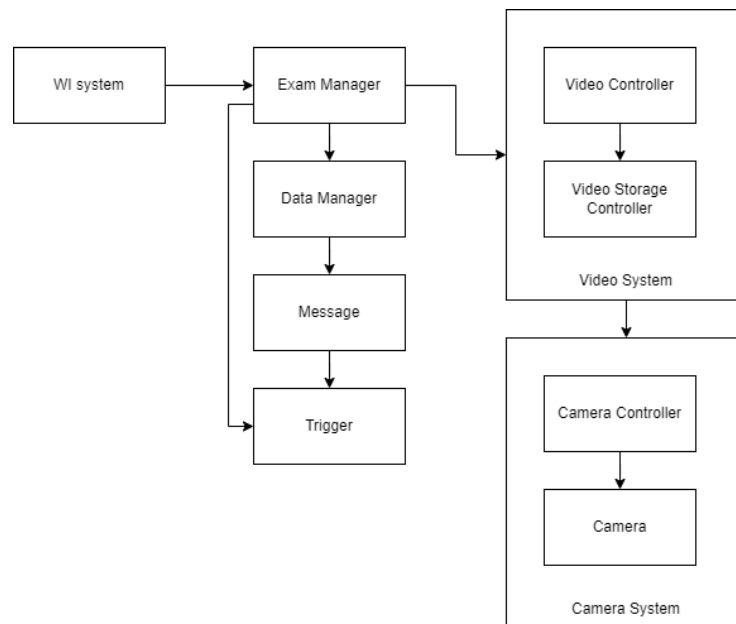 WI system
Exam Manager
Video Controller
Data Manager
Video Storage
Controller
Video System
Message
Trigger
Camera Controller
Camera
Camera System